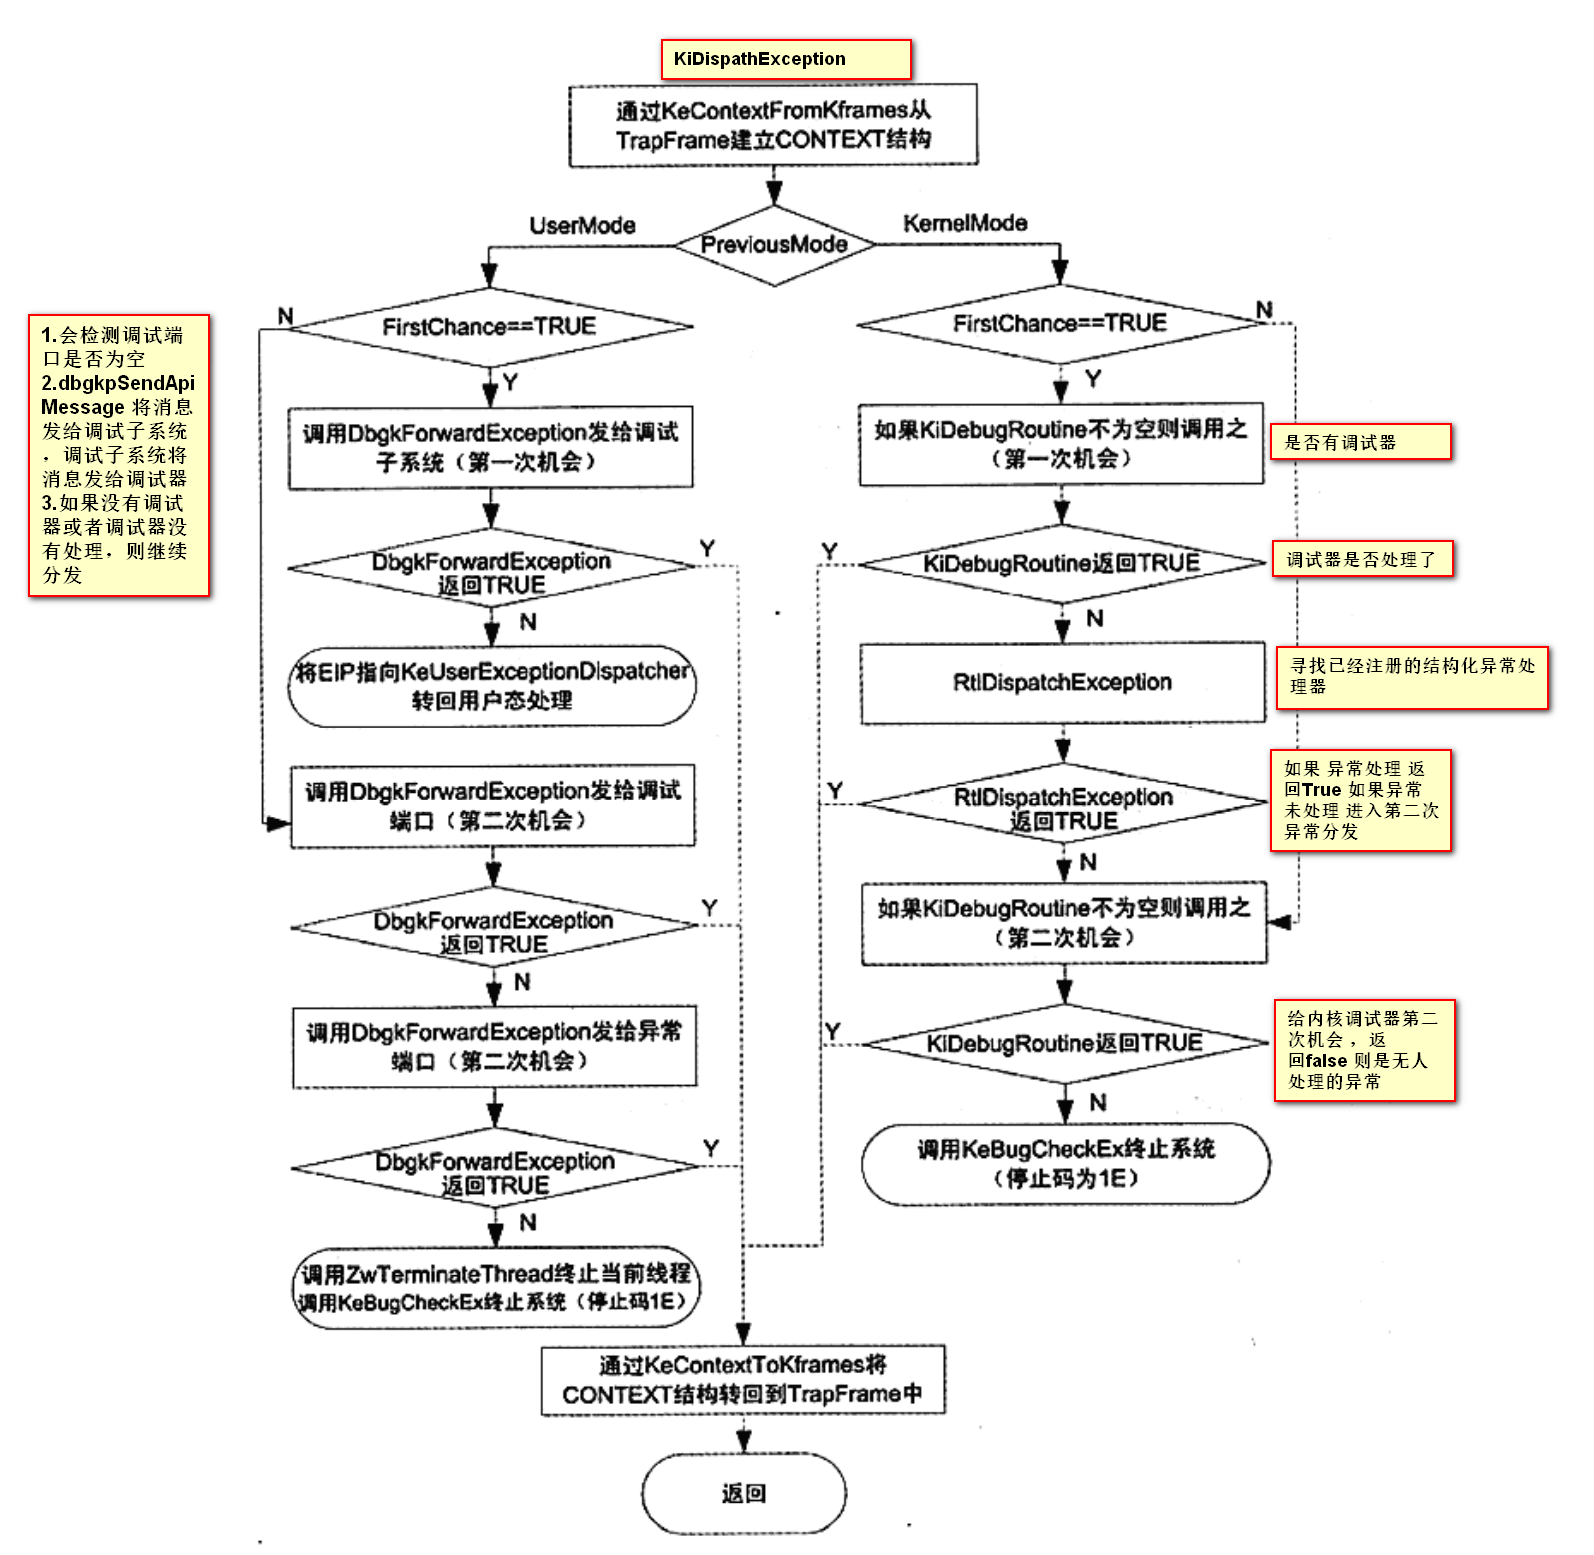 KiDispathException
通过KeContextFromKframes从
TrapFrame建立CONTEXT结构
UserMode
PreviousMode
KernelMode
N
FirstChance==TRUE
Y
1.会检测调试端
口是否为空
2.dbgkpSendApi
Message 将消息
发给调试子系统
，调试子系统将
消息发给调试器
3.如果没有调试
器或者调试器没
有处理，则继续
分发
调用DbgkForwardException发给调试
子系统（第一次机会）
DbgkForwardException
返回TRUE
Y
N
将EIP指向KeUserExceptionDispatcher
转回用户态处理
调用DbgkForwardException发给调试
端口（第二次机会）
DbgkForwardException
返回TRUE
Y
N
调用DbgkForwardException发给异常
端口（第二次机会）
DbgkForwardException
返回TRUE
Y
N
调用ZwTerminateThread终止当前线程
调用KeBugCheckEx终止系统（停止码1E）
FirstChance==TRUE
N
Y
如果KiDebugRoutine不为空则调用之
（第一次机会）
是否有调试器
Y
KiDebugRoutine返回TRUE
调试器是否处理了
N
RtlDispatchException
寻找已经注册的结构化异常处
理器
Y
RtlDispatchException
返回TRUE
如果 异常处理 返
回True 如果异常
未处理 进入第二次
异常分发
N
如果KiDebugRoutine不为空则调用之
（第二次机会）
Y
KiDebugRoutine返回TRUE
给内核调试器第二
次机会 ，返
回false 则是无人
处理的异常
N
调用KeBugCheckEx终止系统
（停止码为1E）
通过KeContextToKframes将
CONTEXT结构转回到TrapFrame中
返回